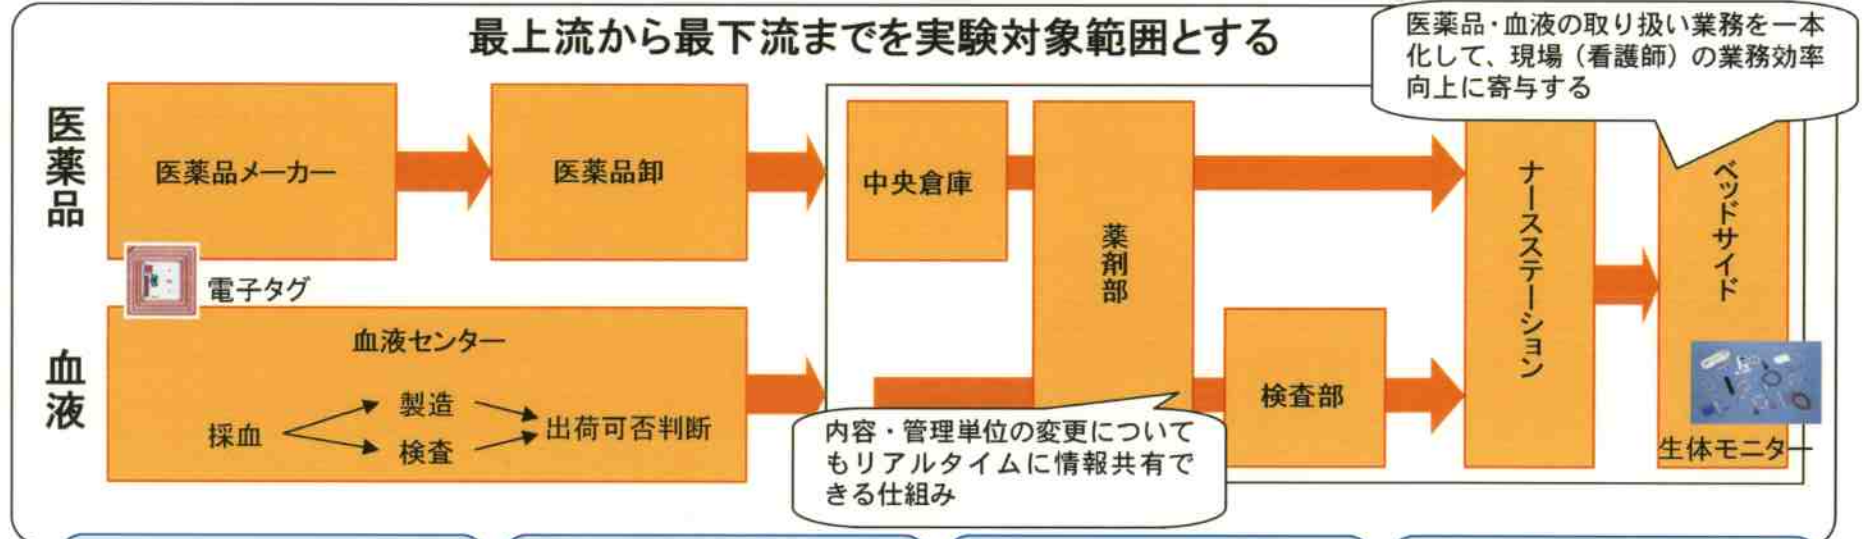 最上流から最下流までを実験対象範囲とする
医薬品・血液の取り扱い業務を一本
化して、現場（看護師）の業務効率
向上に寄与する
医薬品
医薬品メーカー
医薬品卸
中央倉庫
薬剤部
ナースステーション
ベッドサイド
電子タグ
血液
血液センター
採血
製造
検査
出荷可否判断
検査部
内容・管理単位の変更について
もリアルタイムに情報共有で
きる仕組み
生体モニター